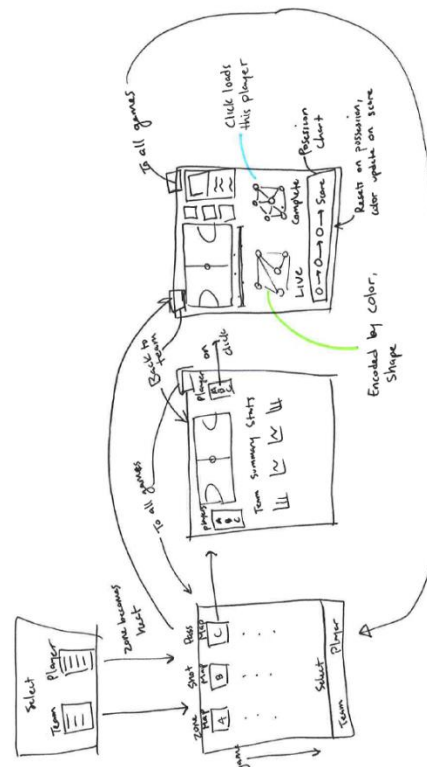 Select
Team Player
zone becomes
heat
Zone Shot Pass
Map Map Map
A B C
game
Select
Team Player
To all games
Back to
team
players Player
A A
B B
C C
on
click
Team Summary Stats
To all games
Click loads
this player
Live Complete
O→O→O→O→Score
Possession
chart
Resets on possession,
color update on score
Encoded by color,
shape